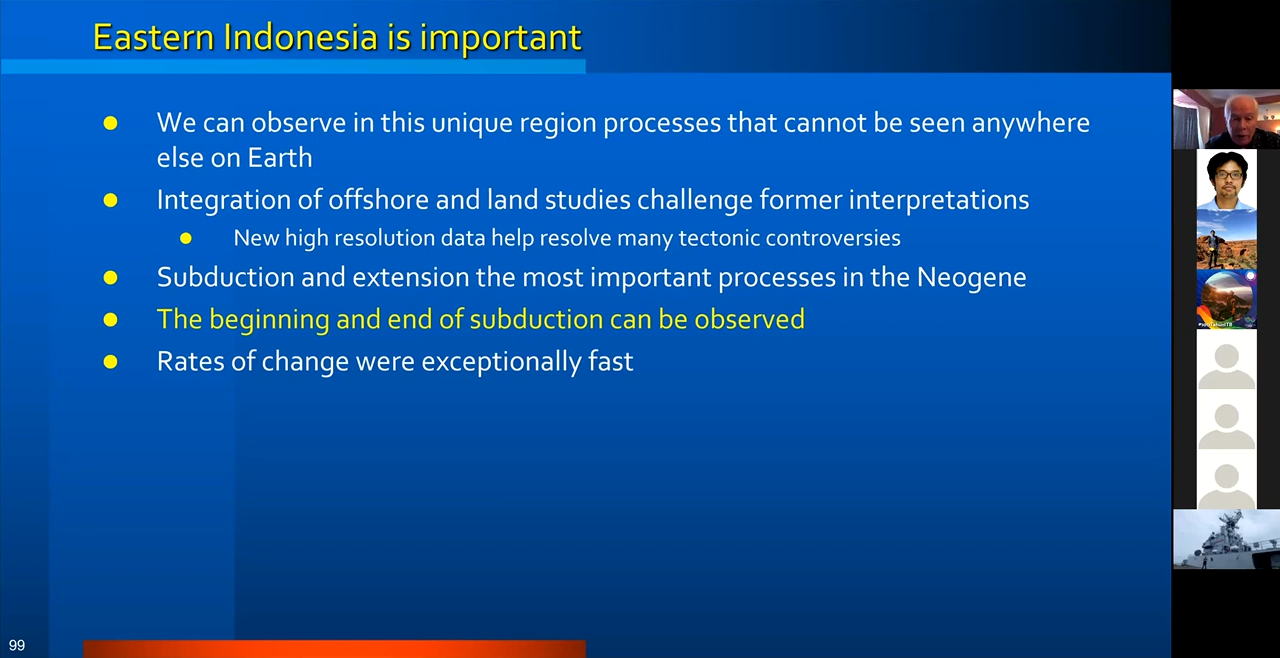 Eastern Indonesia is important
We can observe in this unique region processes that cannot be seen anywhere
else on Earth
Integration of offshore and land studies challenge former interpretations
New high resolution data help resolve many tectonic controversies
Subduction and extension the most important processes in the Neogene
The beginning and end of subduction can be observed
Rates of change were exceptionally fast
99